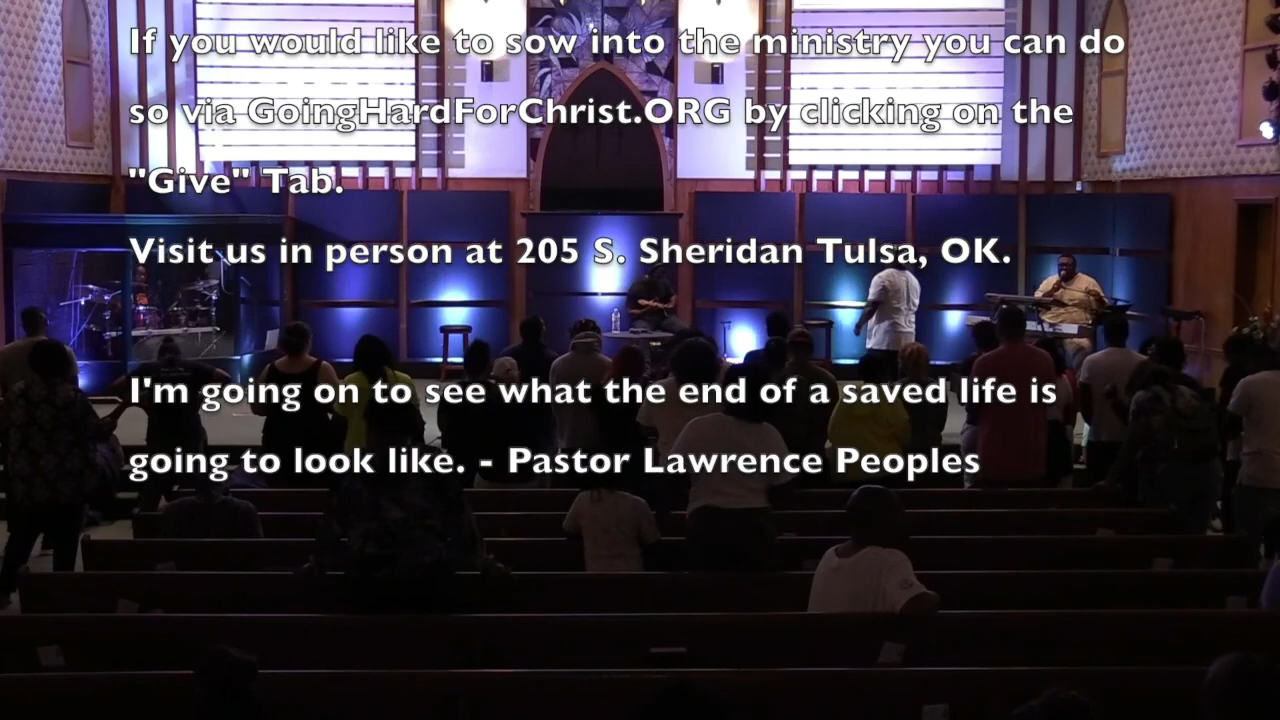 If you would like to sow into the ministry you can do
so via GoingHardForChrist.ORG by clicking on the
"Give" Tab.
Visit us in person at 205 S. Sheridan Tulsa, OK.
I'm going on to see what the end of a saved life is
going to look like. - Pastor Lawrence Peoples